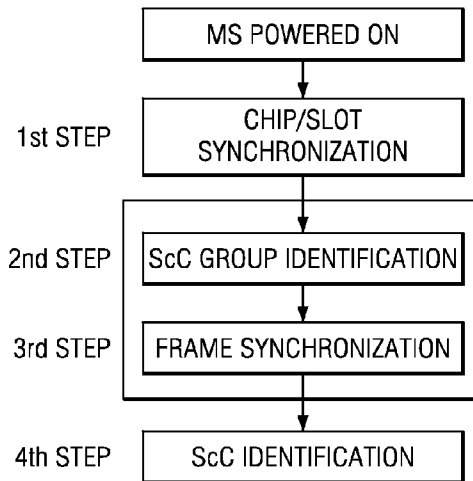 MS POWERED ON
1st STEP
CHIP/SLOT
SYNCHRONIZATION
2nd STEP
ScC GROUP IDENTIFICATION
3rd STEP
FRAME SYNCHRONIZATION
4th STEP
ScC IDENTIFICATION